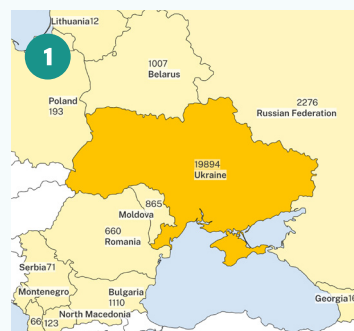 Lithuania12
1
1007
Belarus
2276
Russian Federation
Poland
193
19894
Ukraine
865
Moldova
660
Romania
Serbia71
Montenegro
Bulgaria
1110
Georgia16
66
123
North Macedonia